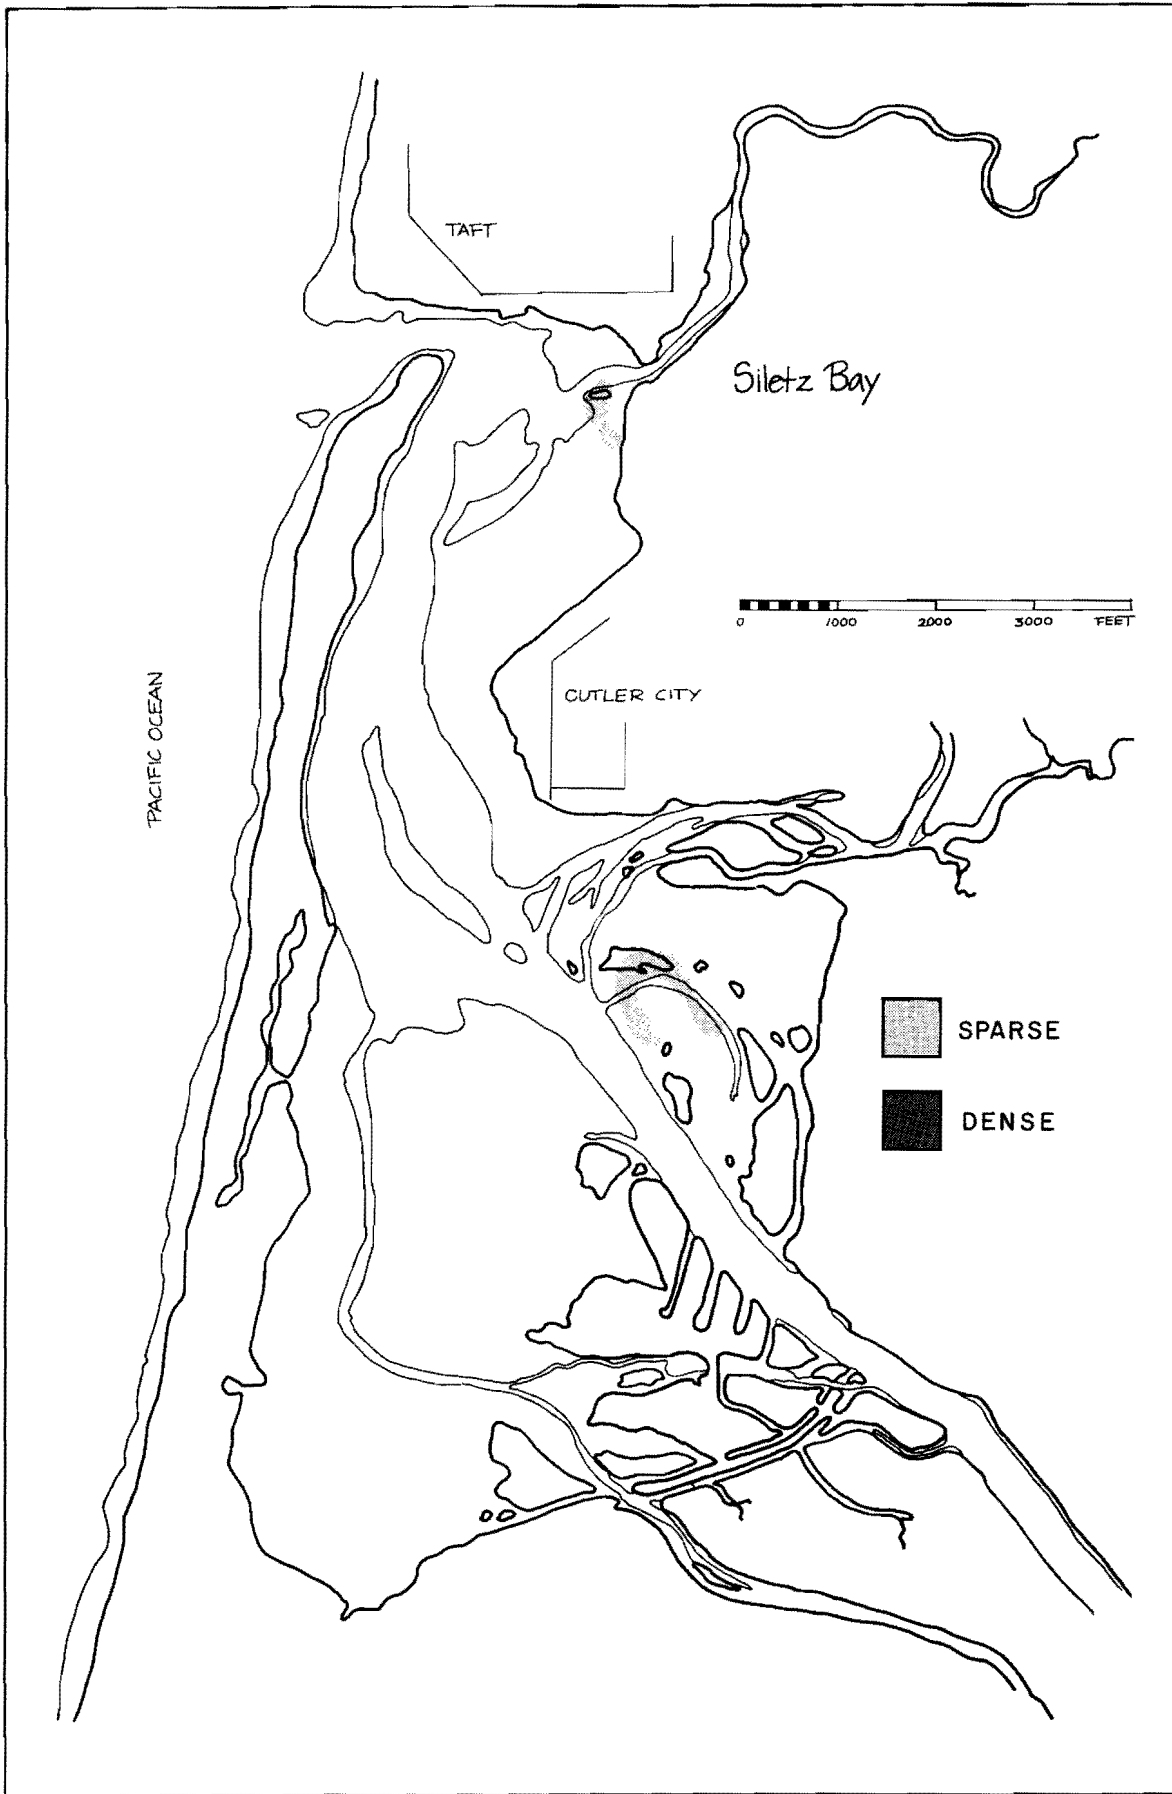 TAFT
Siletz Bay
0 1000 2000 3000 FEET
CUTLER CITY
PACIFIC OCEAN
SPARSE
DENSE